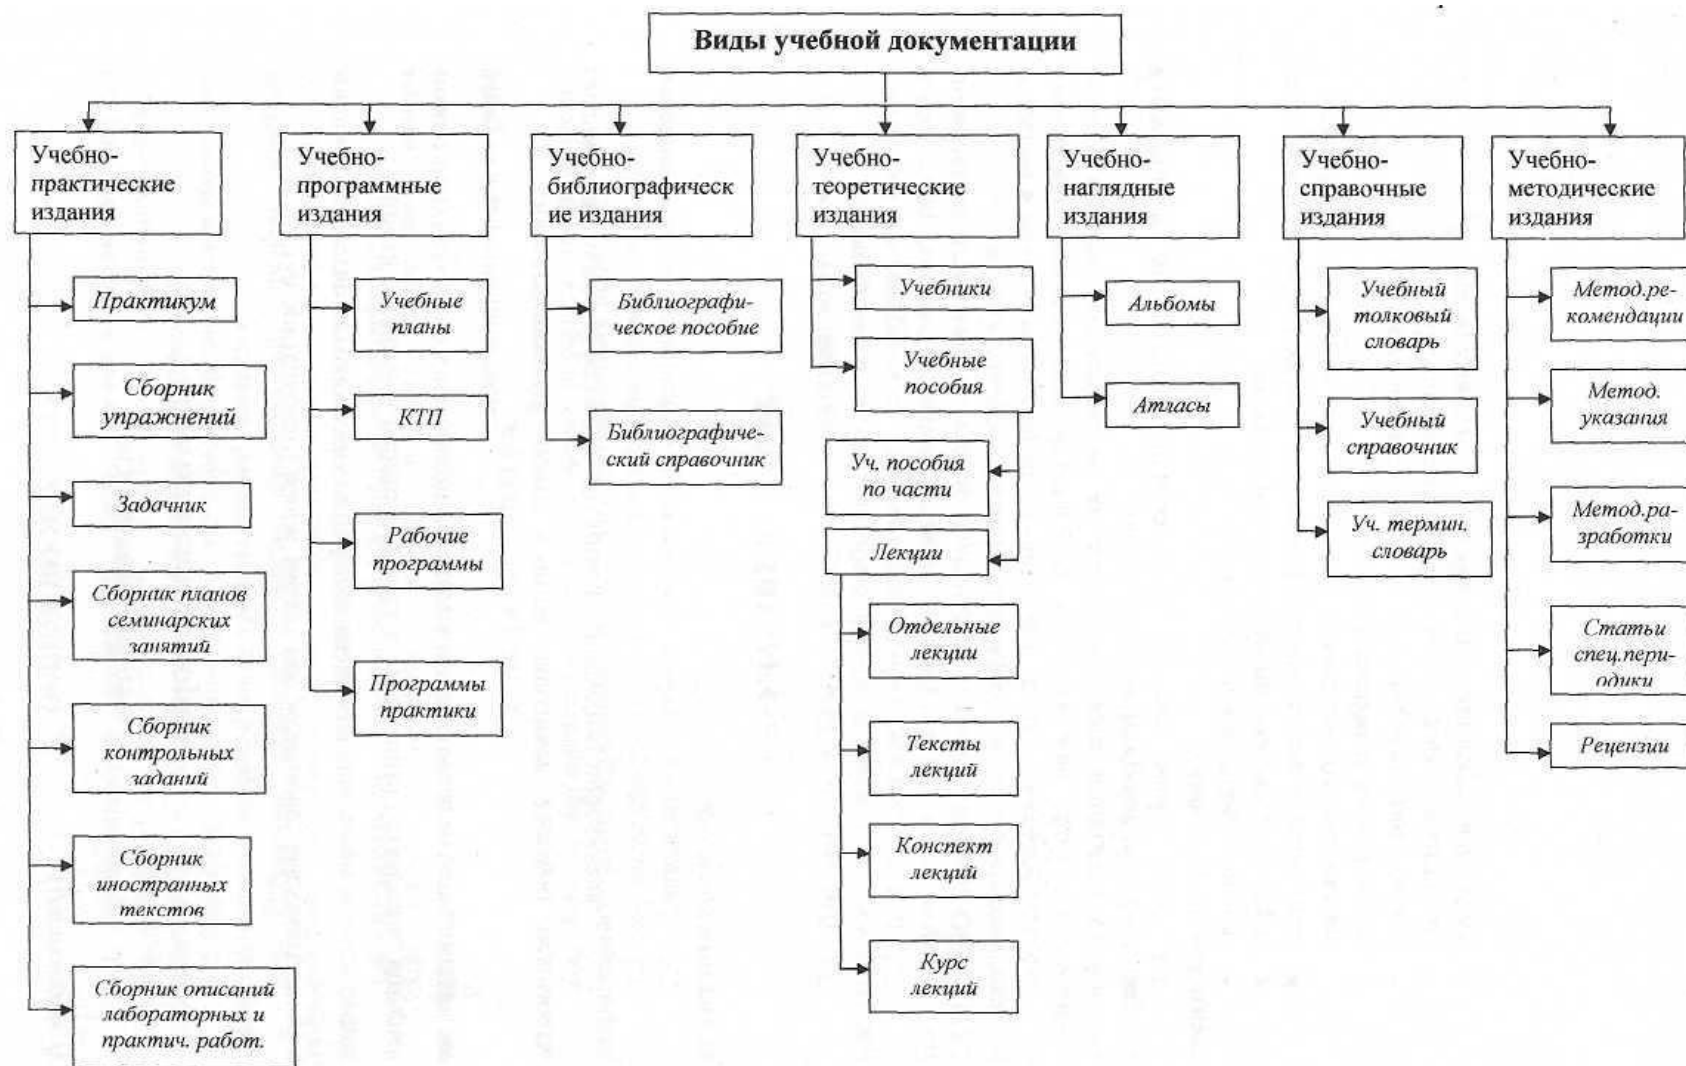 Виды учебной документации
Учебно-
практические
издания
Практикум
Сборник
упражнений
Задачник
Сборник планов
семинарских
занятий
Сборник
контрольных
заданий
Сборник
иностранных
текстов
Сборник описаний
лабораторных и
практич. работ.
Учебно-
программные
издания
Учебные
планы
КТП
Рабочие
программы
Программы
практики
Учебно-
библиографическ
ие издания
Библиографи-
ческое пособие
Библиографиче-
ский справочник
Учебно-
теоретические
издания
Учебники
Учебные
пособия
Уч. пособия
по части
Лекции
Отдельные
лекции
Тексты
лекций
Конспект
лекций
Курс
лекций
Учебно-
наглядные
издания
Альбомы
Атласы
Учебно-
справочные
издания
Учебный
толковый
словарь
Учебный
справочник
Уч. термин.
словарь
Учебно-
методические
издания
Метод.ре-
комендации
Метод.
указания
Метод.ра-
зработки
Статьи
спец.пери-
одики
Рецензии